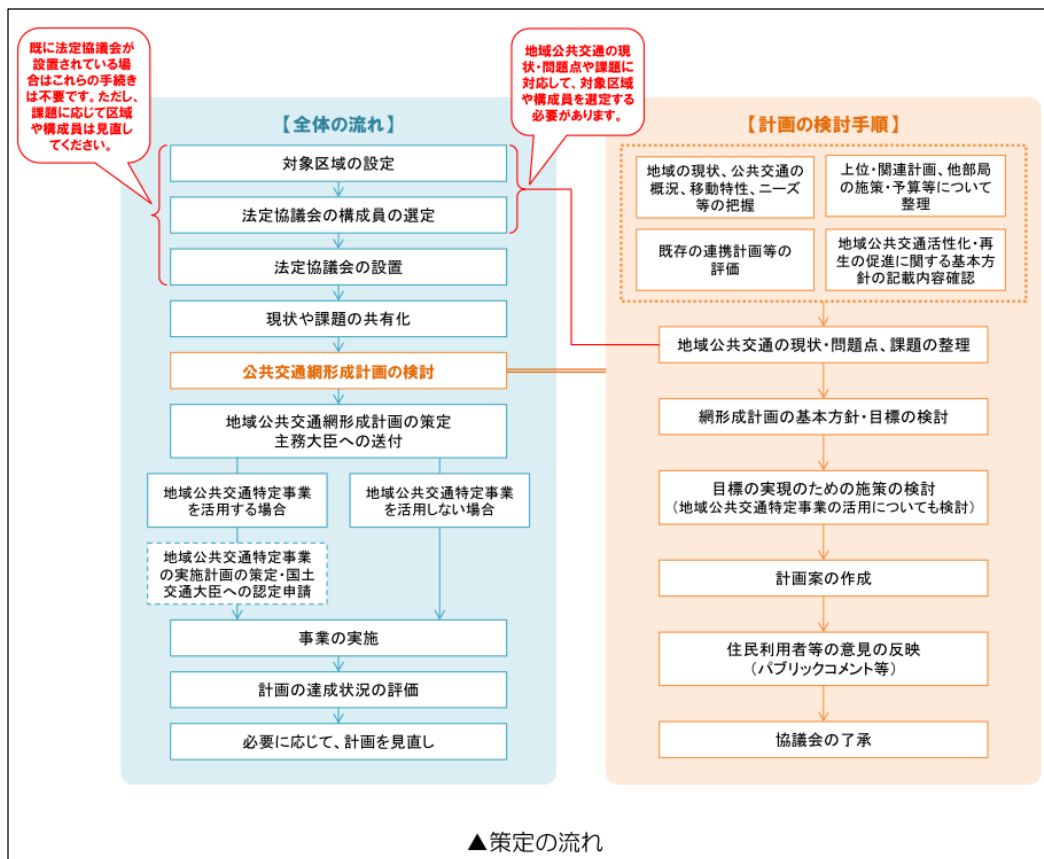 既に法定協議会が
設置されている場
合はこれらの手続き
は不要です。ただし、
課題に応じて区域
や構成員は見直し
てください。
地域公共交通の現
状・問題点や課題に
対応して、対象区域
や構成員を選定する
必要があります。
【全体の流れ】
対象区域の設定
法定協議会の構成員の選定
法定協議会の設置
現状や課題の共有化
公共交通網形成計画の検討
地域公共交通網形成計画の策定
主務大臣への送付
地域公共交通特定事業
を活用する場合
地域公共交通特定事業
を活用しない場合
地域公共交通特定事業
の実施計画の策定・国土
交通大臣への認定申請
事業の実施
計画の達成状況の評価
必要に応じて、計画を見直し
【計画の検討手順】
地域の現状、公共交通の
概況、移動特性、ニーズ
等の把握
上位・関連計画、他部局
の施策・予算等について
整理
既存の連携計画等の
評価
地域公共交通活性化・再
生の促進に関する基本方
針の記載内容確認
地域公共交通の現状・問題点、課題の整理
網形成計画の基本方針・目標の検討
目標の実現のための施策の検討
(地域公共交通特定事業の活用についても検討)
計画案の作成
住民利用者等の意見の反映
(パブリックコメント等)
協議会の了承
▲策定の流れ